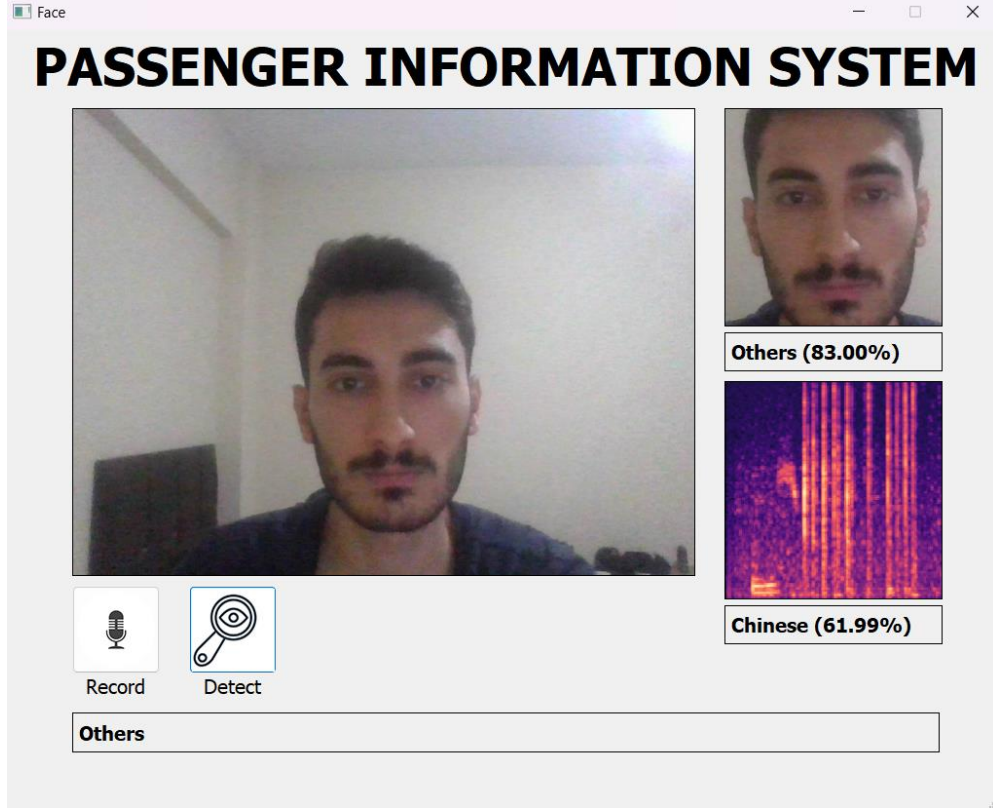 Face
PASSENGER INFORMATION SYSTEM
Others (83.00%)
Chinese (61.99%)
Record
Detect
Others